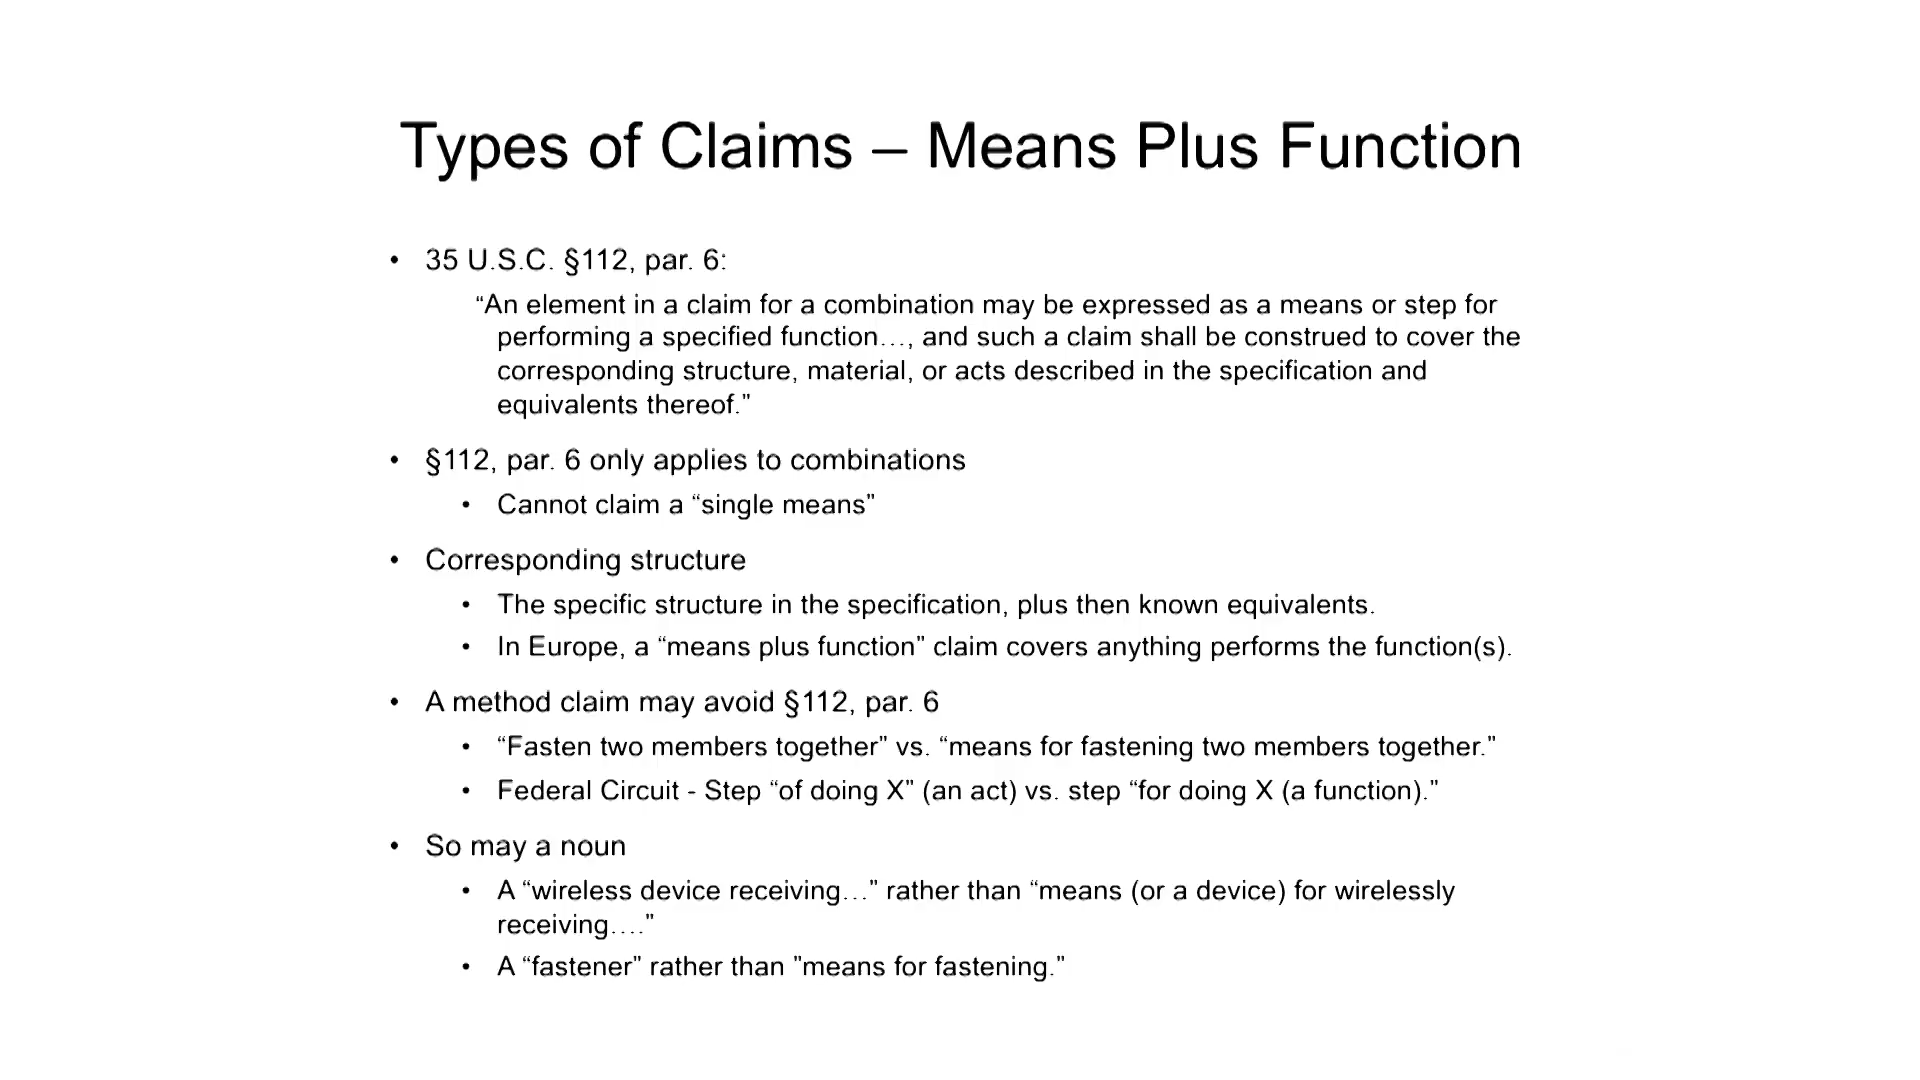 Types of Claims – Means Plus Function
• 35 U.S.C. §112, par. 6:
“An element in a claim for a combination may be expressed as a means or step for
performing a specified function…, and such a claim shall be construed to cover the
corresponding structure, material, or acts described in the specification and
equivalents thereof.”
• §112, par. 6 only applies to combinations
• Cannot claim a “single means”
• Corresponding structure
• The specific structure in the specification, plus then known equivalents.
• In Europe, a “means plus function” claim covers anything performs the function(s).
• A method claim may avoid §112, par. 6
• “Fasten two members together” vs. “means for fastening two members together.”
• Federal Circuit - Step “of doing X” (an act) vs. step “for doing X (a function).”
• So may a noun
• A “wireless device receiving…” rather than “means (or a device) for wirelessly
receiving….”
• A “fastener” rather than "means for fastening."